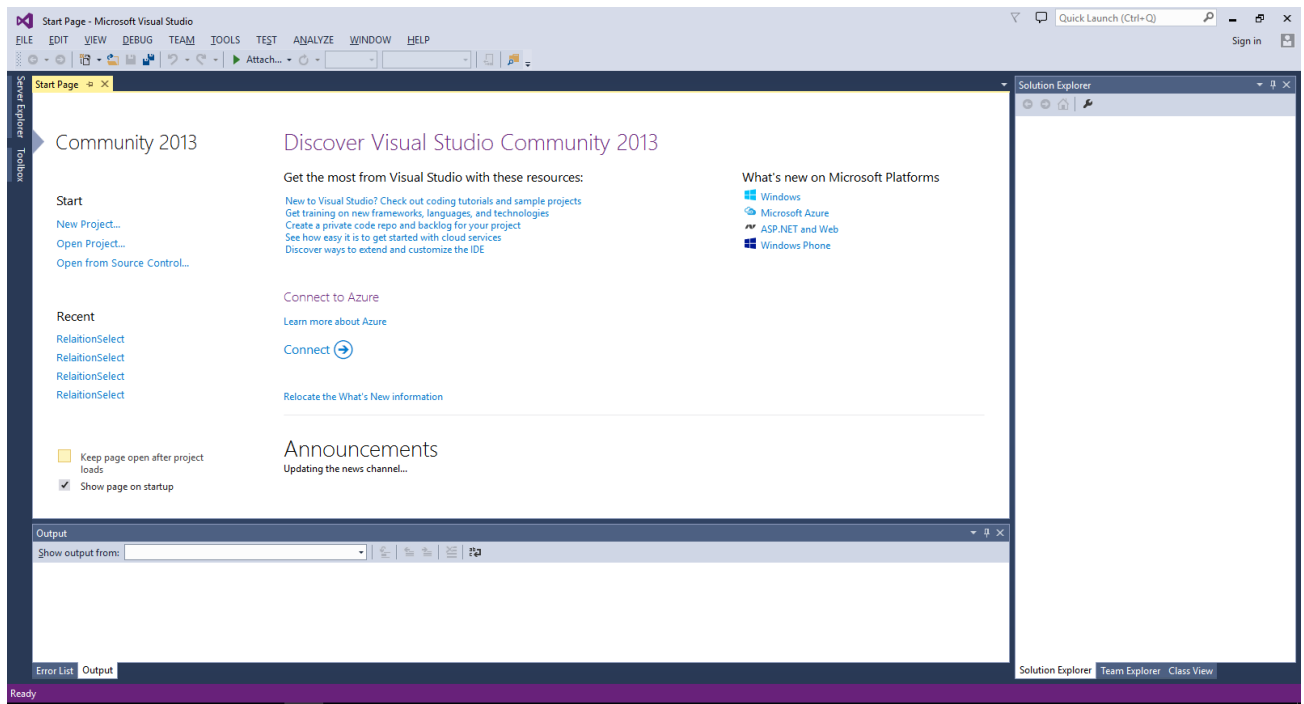 Start Page - Microsoft Visual Studio
Quick Launch (Ctrl+Q)
FILE EDIT VIEW DEBUG TEAM TOOLS TEST ANALYZE WINDOW HELP
Sign in
Attach...
Server Explorer
Toolbox
Start Page
Community 2013
Start
New Project...
Open Project...
Open from Source Control...
Recent
RelaitionSelect
RelaitionSelect
RelaitionSelect
RelaitionSelect
Keep page open after project
loads
Show page on startup
Discover Visual Studio Community 2013
Get the most from Visual Studio with these resources:
New to Visual Studio? Check out coding tutorials and sample projects
Get training on new frameworks, languages, and technologies
Create a private code repo and backlog for your project
See how easy it is to get started with cloud services
Discover ways to extend and customize the IDE
What's new on Microsoft Platforms
Windows
Microsoft Azure
ASP.NET and Web
Windows Phone
Connect to Azure
Learn more about Azure
Connect
Relocate the What's New information
Announcements
Updating the news channel...
Solution Explorer
Output
Show output from:
Error List Output
Solution Explorer Team Explorer Class View
Ready